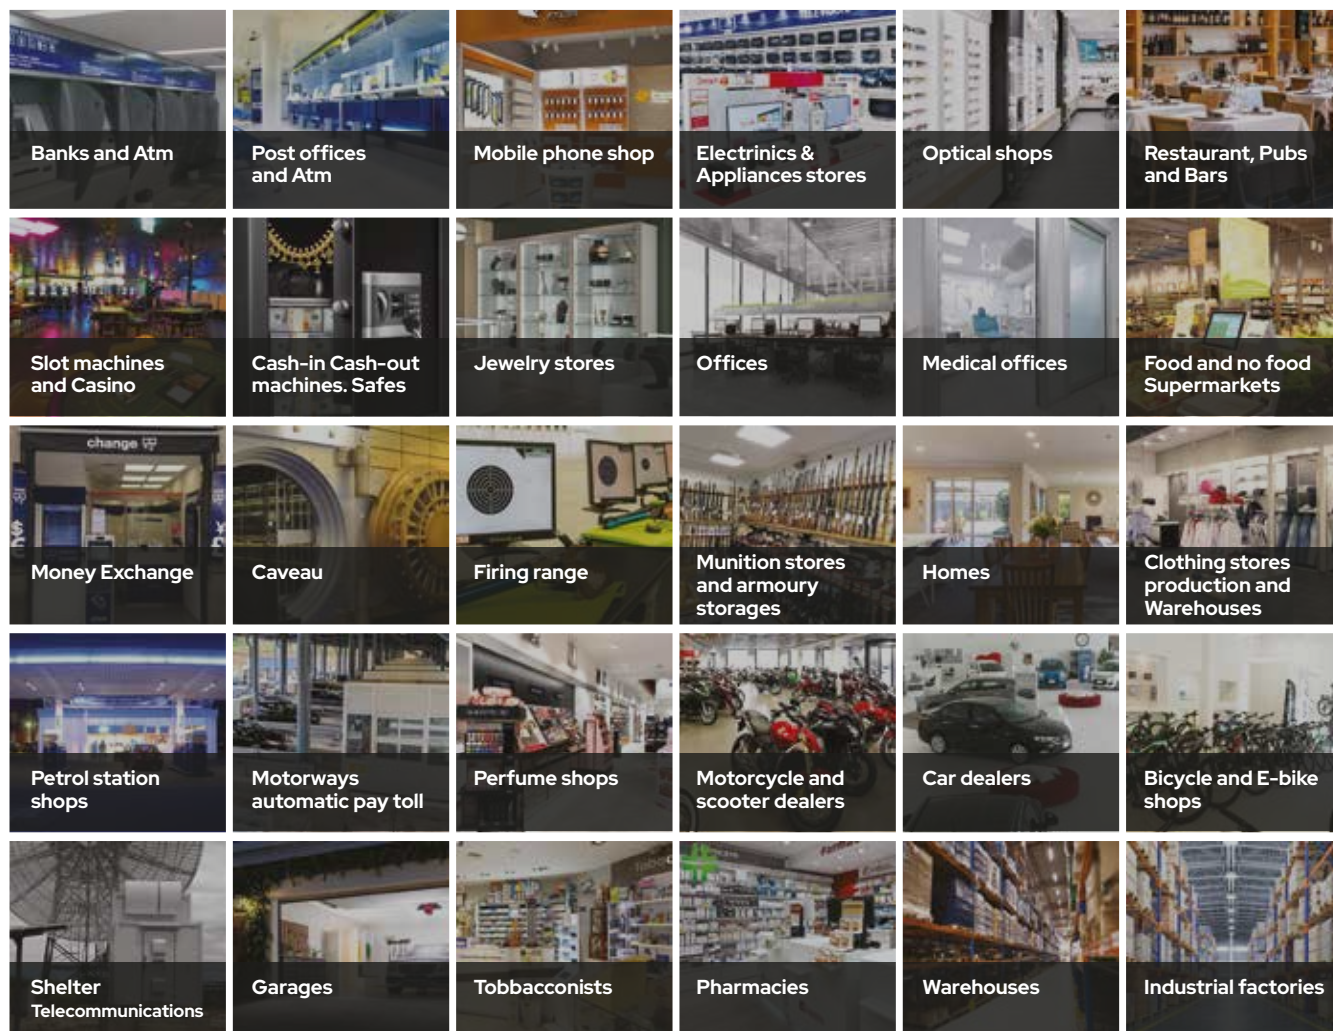 Banks and Atm
Post offices
and Atm
Mobile phone shop
Electrinics &
Appliances stores
Optical shops
Restaurant, Pubs
and Bars
Slot machines
and Casino
Cash-in Cash-out
machines. Safes
Jewelry stores
Offices
Medical offices
Food and no food
Supermarkets
change
Money Exchange
Caveau
Firing range
Munition stores
and armoury
storages
Homes
Clothing stores
production and
Warehouses
Petrol station
shops
Motorways
automatic pay toll
Perfume shops
Motorcycle and
scooter dealers
Car dealers
Bicycle and E-bike
shops
Shelter
Telecommunications
Garages
Tobbacconists
Pharmacies
Warehouses
Industrial factories